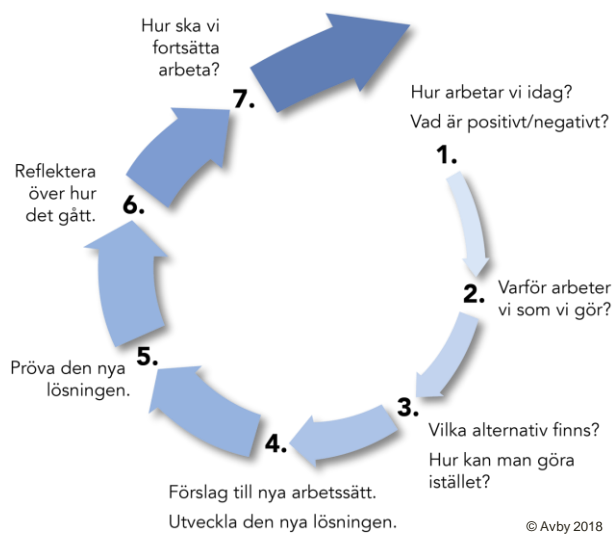 1.
Hur arbetar vi idag?
Vad är positivt/negativt?
2.
Varför arbeter
vi som vi gör?
3.
Vilka alternativ finns?
Hur kan man göra
istället?
4.
Förslag till nya arbetssätt.
Utveckla den nya lösningen.
5.
Pröva den nya
lösningen.
6.
Reflektera
över hur
det gått.
7.
Hur ska vi
fortsätta
arbeta?
© Avby 2018